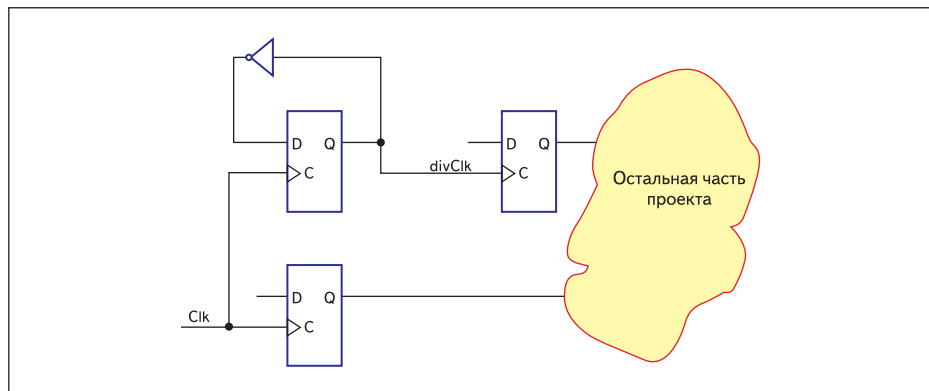 D Q
C
divClk
D Q
C
Остальная часть
проекта
D Q
C
Clk